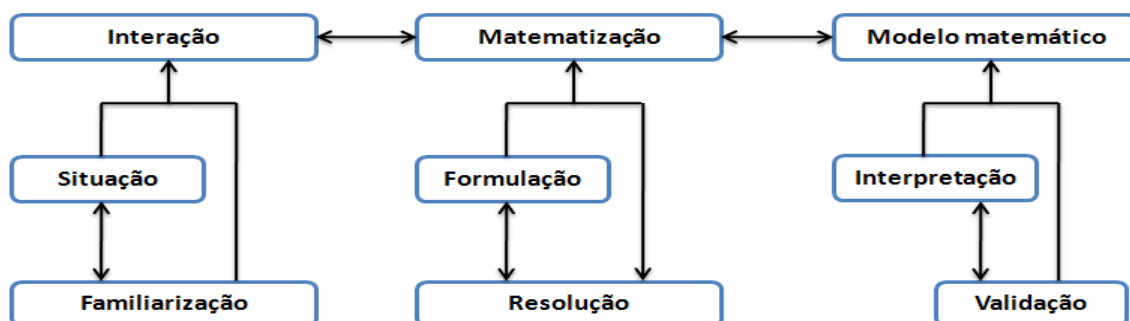 Interação
Matematização
Modelo matemático
Situação
Formulação
Interpretação
Familiarização
Resolução
Validação